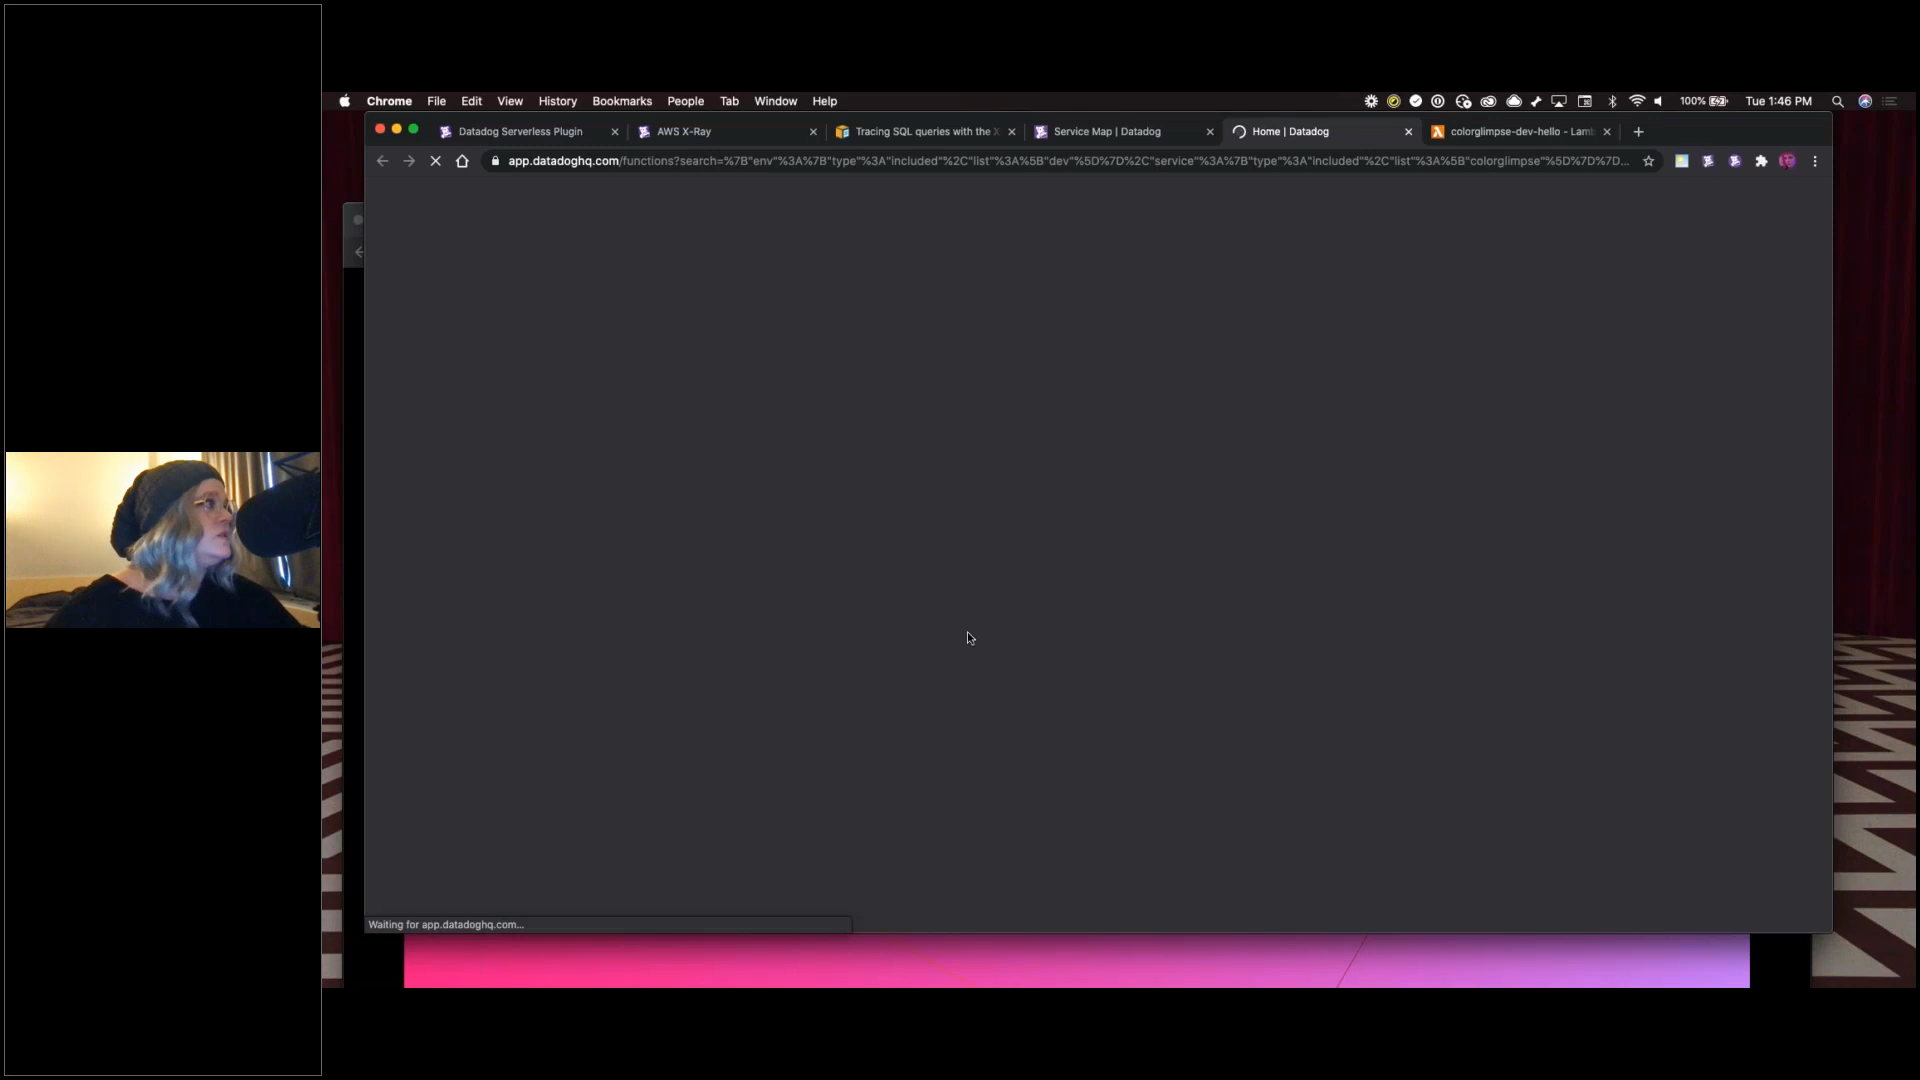 Chrome File Edit View History Bookmarks People Tab Window Help 100% Tue 1:46 PM
Datadog Serverless Plugin AWS X-Ray Tracing SQL queries with the X Service Map | Datadog Home | Datadog colorglimpse-dev-hello - Lamb
app.datadoghq.com/functions?search=%7B"env"%3A%7B"type"%3A"included"%2C"list"%3A%5B"dev"%5D%7D%2C"service"%3A%7B"type"%3A"included"%2C"list"%3A%5B"colorglimpse"%5D%7D%7D...
Waiting for app.datadoghq.com...